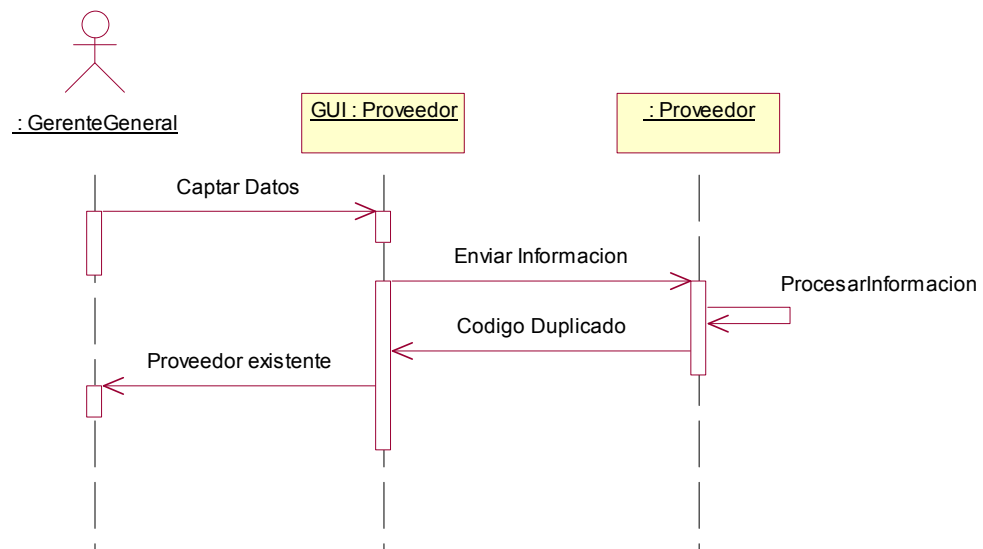 : GerenteGeneral
GUI : Proveedor
: Proveedor
Captar Datos
Enviar Informacion
ProcesarInformacion
Codigo Duplicado
Proveedor existente